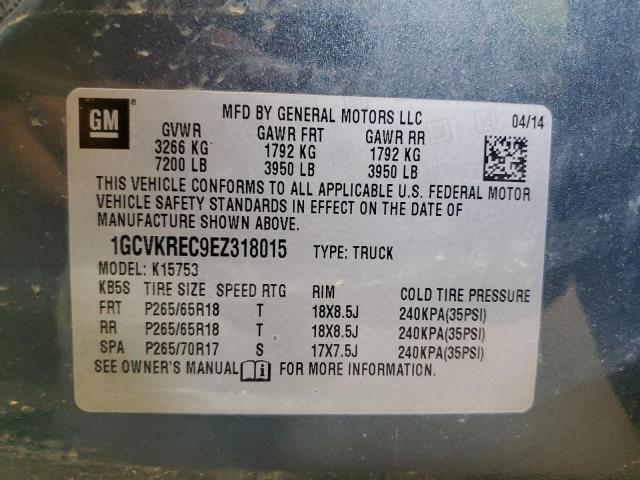 GM ®
MFD BY GENERAL MOTORS LLC
04/14
GVWR GAWR FRT GAWR RR
3266 KG 1792 KG 1792 KG
7200 LB 3950 LB 3950 LB
THIS VEHICLE CONFORMS TO ALL APPLICABLE U.S. FEDERAL MOTOR
VEHICLE SAFETY STANDARDS IN EFFECT ON THE DATE OF
MANUFACTURE SHOWN ABOVE.
1GCVKREC9EZ318015 TYPE: TRUCK
MODEL: K15753
KB5S TIRE SIZE SPEED RTG RIM COLD TIRE PRESSURE
FRT P265/65R18 T 18X8.5J 240KPA(35PSI)
RR P265/65R18 T 18X8.5J 240KPA(35PSI)
SPA P265/70R17 S 17X7.5J 240KPA(35PSI)
SEE OWNER'S MANUAL i FOR MORE INFORMATION.